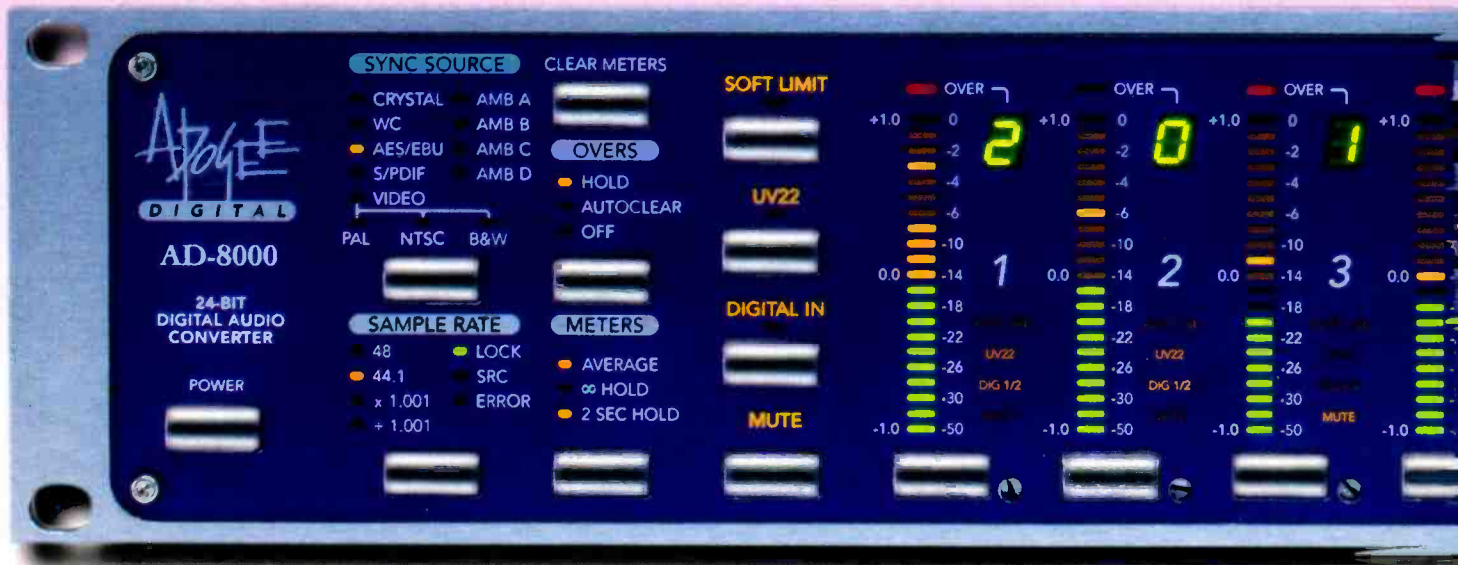 APOGEE
DIGITAL
AD-8000
24-BIT
DIGITAL AUDIO
CONVERTER
POWER
SYNC SOURCE
CRYSTAL AMB A
WC AMB B
AES/EBU AMB C
S/PDIF AMB D
VIDEO
PAL NTSC B&W
SAMPLE RATE
48 LOCK
44.1 SRC
x 1.001 ERROR
÷ 1.001
CLEAR METERS
OVERS
HOLD
AUTOCLEAR
OFF
METERS
AVERAGE
∞ HOLD
2 SEC HOLD
SOFT LIMIT
UV22
DIGITAL IN
MUTE
OVER
+1.0 0
2
-2
-4
-6
-10
0.0 -14
1
-18
-22
UV22
-26
DIG 1/2
-30
-1.0 -50
OVER
+1.0 0
0
-2
-4
-6
-10
0.0 -14
2
-18
-22
UV22
-26
DIG 1/2
-30
-1.0 -50
OVER
+1.0 0
1
-2
-4
-6
-10
0.0 -14
3
-18
-22
-26
-30
MUTE
-1.0 -50
+1.0
0.0
-1.0